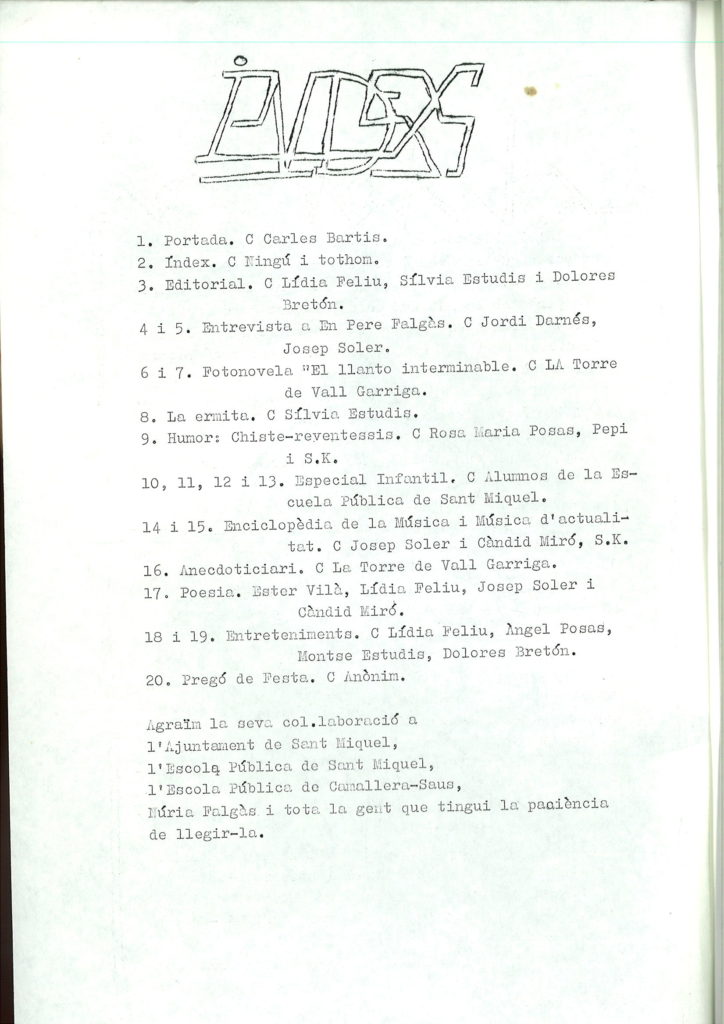 ÍNDEX
1. Portada. C Carles Bartis.
2. Índex. C Ningú i tothom.
3. Editorial. C Lídia Feliu, Sílvia Estudis i Dolores
Bretón.
4 i 5. Entrevista a En Pere Falgàs. C Jordi Darnés,
Josep Soler.
6 i 7. Fotonovela "El llanto interminable. C LA Torre
de Vall Garriga.
8. La ermita. C Sílvia Estudis.
9. Humor: Chiste-reventessis. C Rosa Maria Posas, Pepi
i S.K.
10, 11, 12 i 13. Especial Infantil. C Alumnos de la Es-
cuela Pública de Sant Miquel.
14 i 15. Enciclopèdia de la Música i Música d'actuali-
tat. C Josep Soler i Càndid Miró, S.K.
16. Anecdoticiari. C La Torre de Vall Garriga.
17. Poesia. Ester Vilà, Lídia Feliu, Josep Soler i
Càndid Miró.
18 i 19. Entreteniments. C Lídia Feliu, Àngel Posas,
Montse Estudis, Dolores Bretón.
20. Pregó de Festa. C Anònim.
Agraïm la seva col.laboració a
l'Ajuntament de Sant Miquel,
l'Escola Pública de Sant Miquel,
l'Escola Pública de Camallera-Saus,
Núria Falgàs i tota la gent que tingui la paciència
de llegir-la.